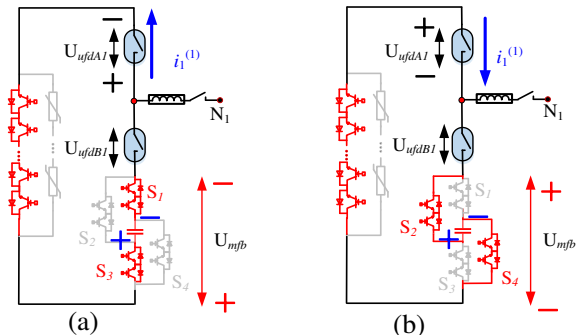 −
U_ufdA1
+
i_1^(1)
N_1
U_ufdB1
S_1
−
S_2
+
S_3
S_4
−
U_mfb
+
(a)
+
U_ufdA1
−
i_1^(1)
N_1
U_ufdB1
S_1
−
S_2
+
S_3
S_4
+
U_mfb
−
(b)